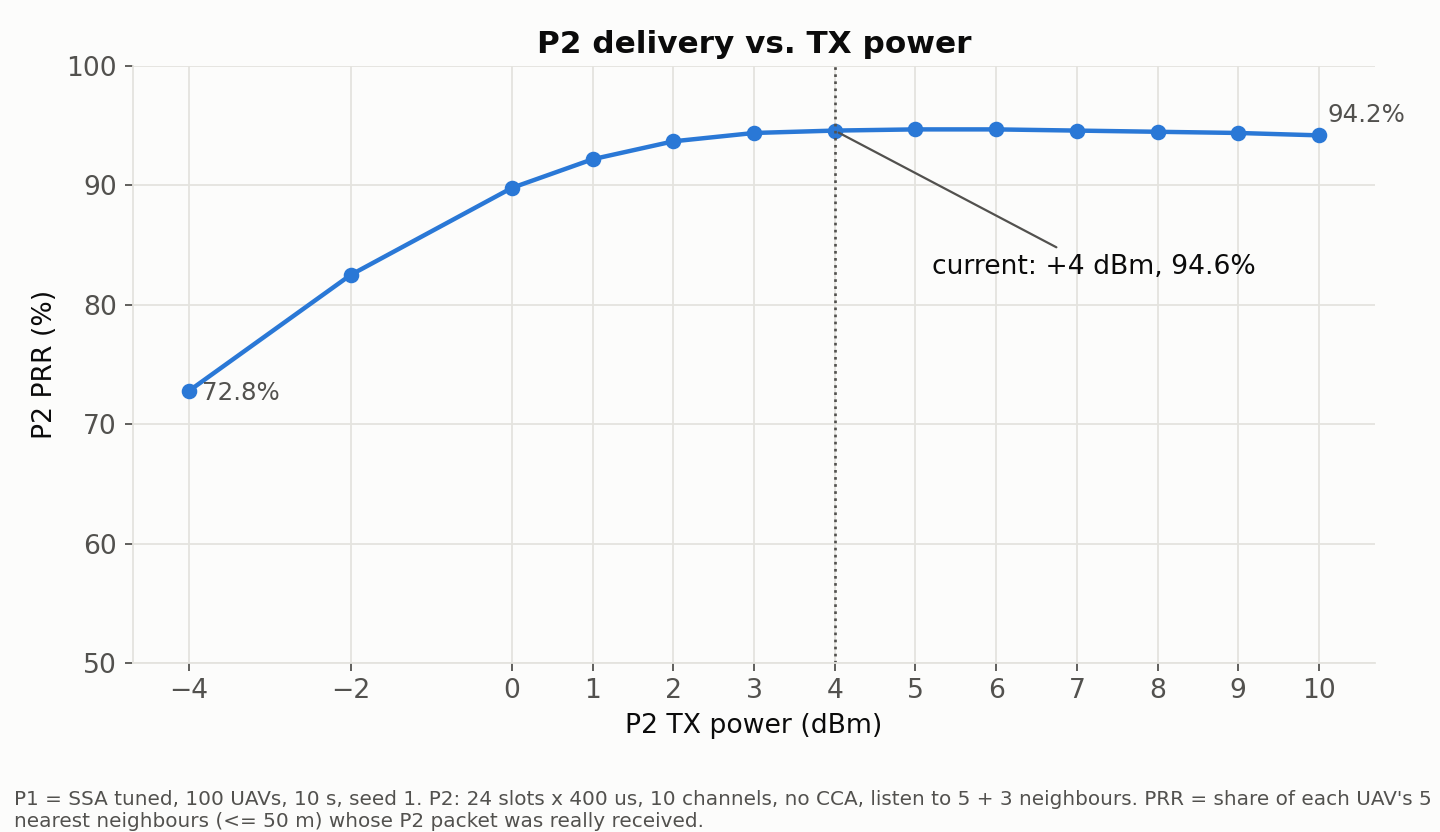 P2 delivery vs. TX power
100
90
80
70
60
50
P2 PRR (%)
94.2%
current: +4 dBm, 94.6%
72.8%
−4 −2 0 1 2 3 4 5 6 7 8 9 10
P2 TX power (dBm)
P1 = SSA tuned, 100 UAVs, 10 s, seed 1. P2: 24 slots x 400 us, 10 channels, no CCA, listen to 5 + 3 neighbours. PRR = share of each UAV's 5
nearest neighbours (<= 50 m) whose P2 packet was really received.